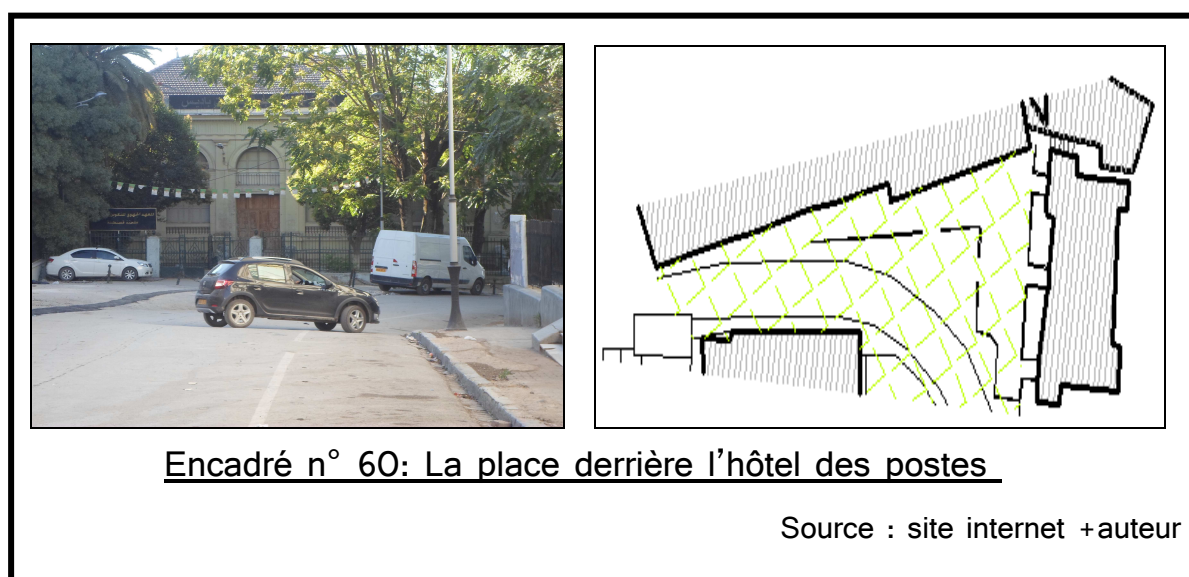 Encadré n° 60: La place derrière l'hôtel des postes
Source : site internet +auteur